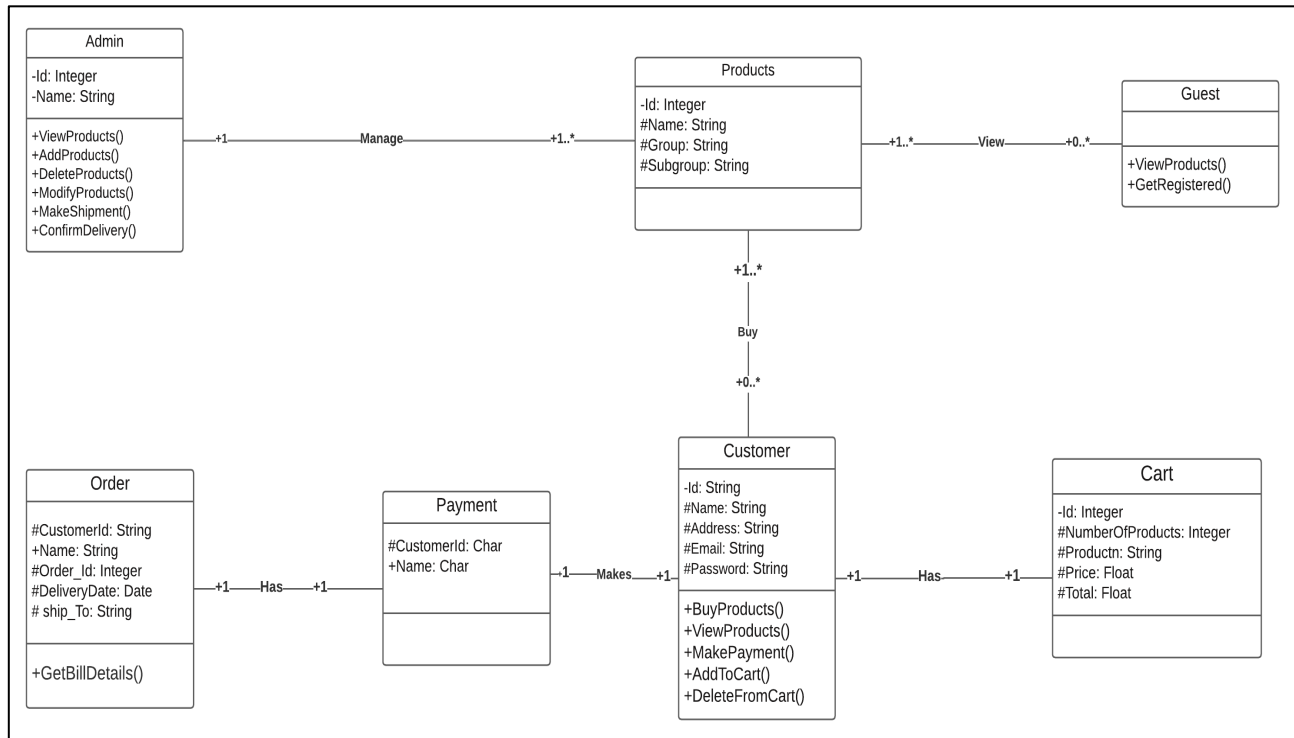 Admin
-Id: Integer
-Name: String
+ViewProducts()
+AddProducts()
+DeleteProducts()
+ModifyProducts()
+MakeShipment()
+ConfirmDelivery()
+1
Manage
+1..*
Products
-Id: Integer
#Name: String
#Group: String
#Subgroup: String
+1..*
View
+0..*
Guest
+ViewProducts()
+GetRegistered()
+1..*
Buy
+0..*
Order
#CustomerId: String
+Name: String
#Order_Id: Integer
#DeliveryDate: Date
# ship_To: String
+GetBillDetails()
+1
Has
+1
Payment
#CustomerId: Char
+Name: Char
+1
Makes
+1
Customer
-Id: String
#Name: String
#Address: String
#Email: String
#Password: String
+BuyProducts()
+ViewProducts()
+MakePayment()
+AddToCart()
+DeleteFromCart()
+1
Has
+1
Cart
-Id: Integer
#NumberOfProducts: Integer
#Productn: String
#Price: Float
#Total: Float